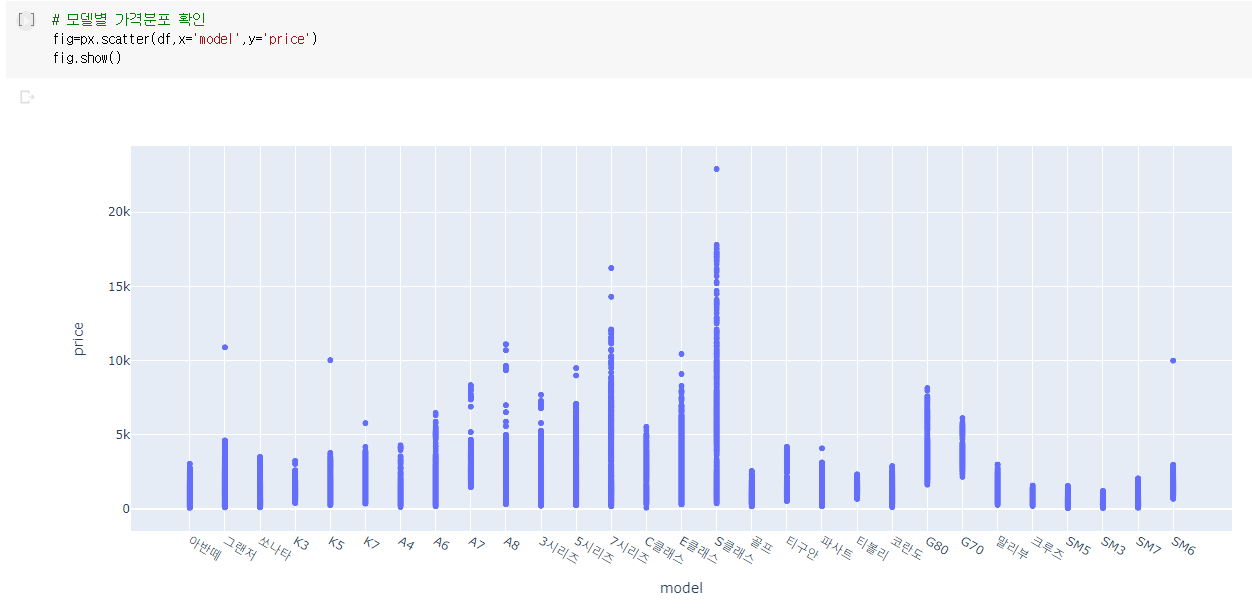 [ ] # 모델별 가격분포 확인
fig=px.scatter(df,x='model',y='price')
fig.show()
20k
15k
10k
5k
0
price
아반떼 그랜저 쏘나타 K3 K5 K7 A4 A6 A7 A8 3시리즈 5시리즈 7시리즈 C클래스 E클래스 S클래스 골프 티구안 파사트 티볼리 코란도 G80 G70 말리부 크루즈 SM5 SM3 SM7 SM6
model